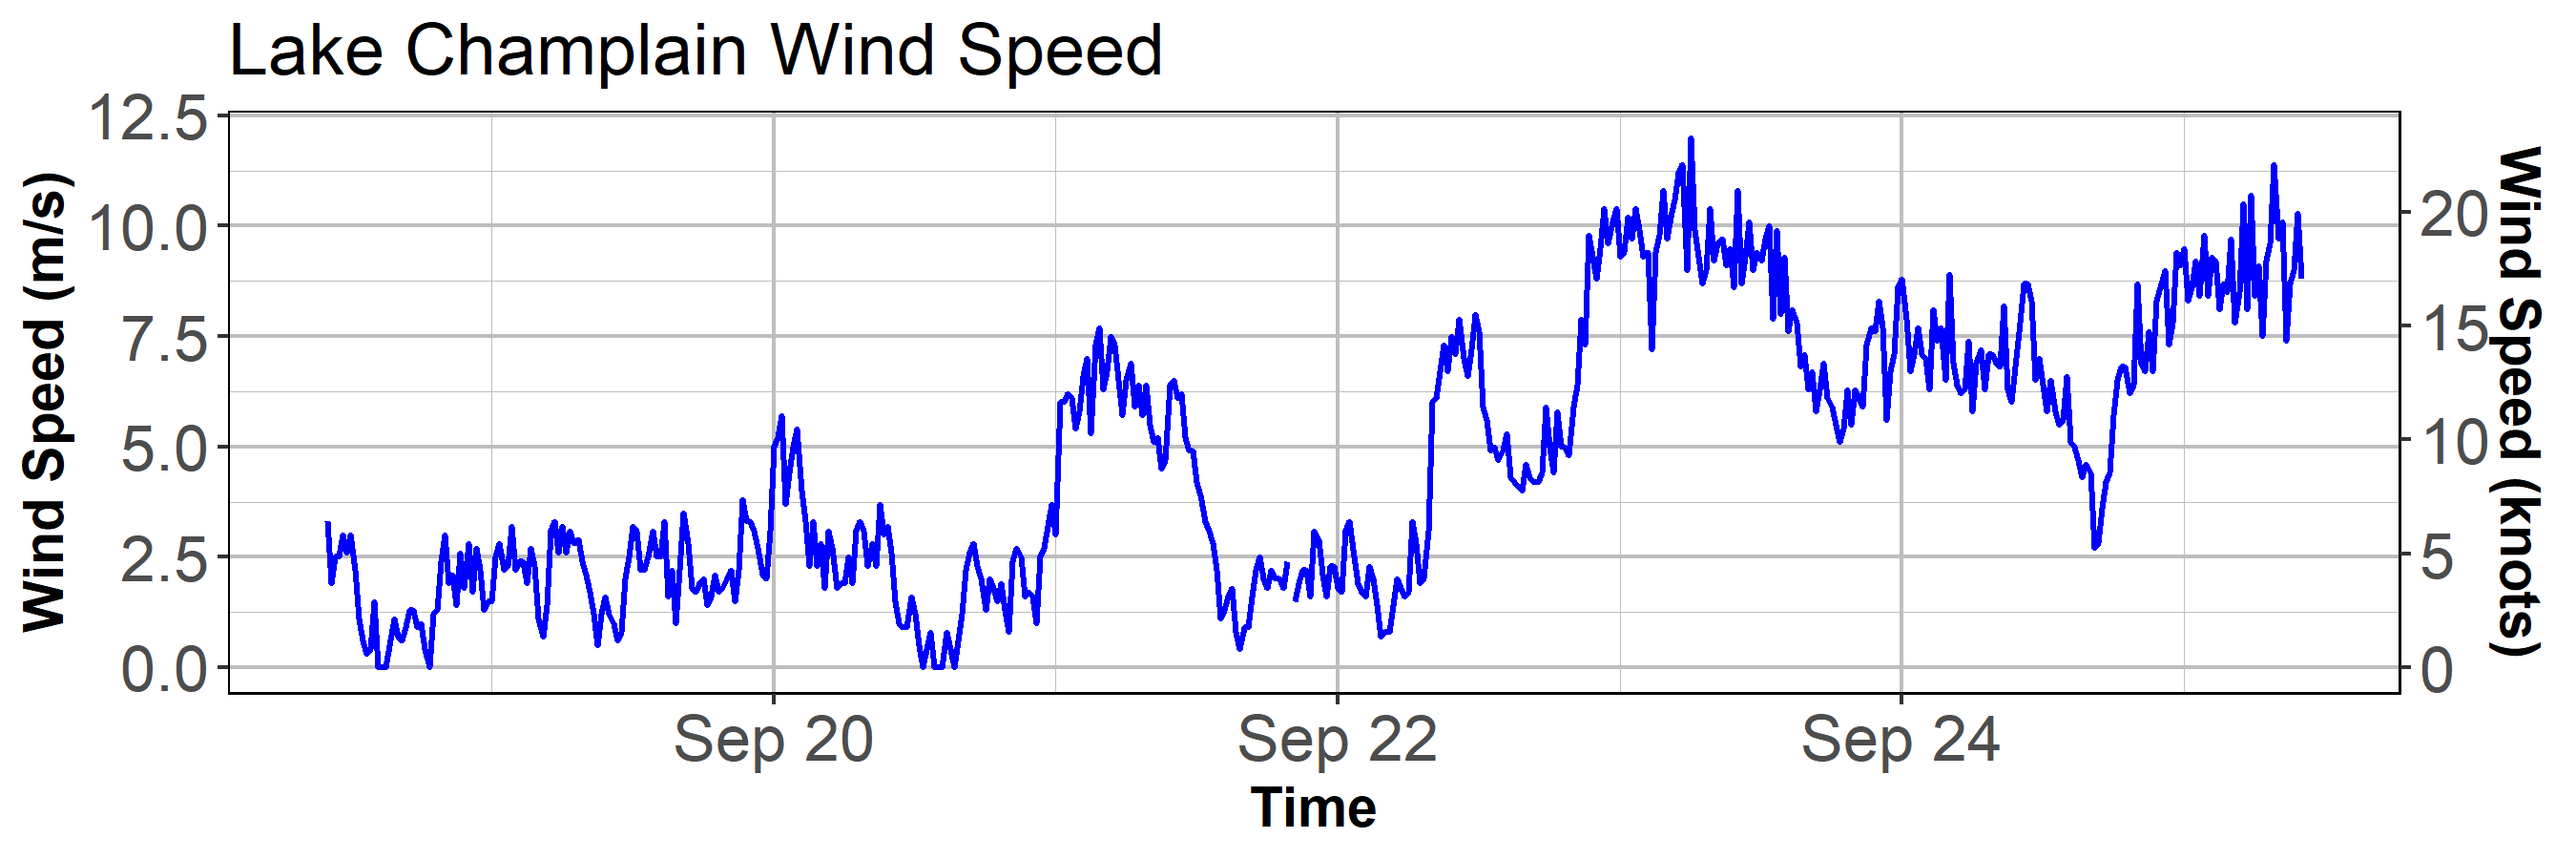 Lake Champlain Wind Speed
12.5
10.0
7.5
5.0
2.5
0.0
Wind Speed (m/s)
20
15
10
5
0
Wind Speed (knots)
Sep 20 Sep 22 Sep 24
Time